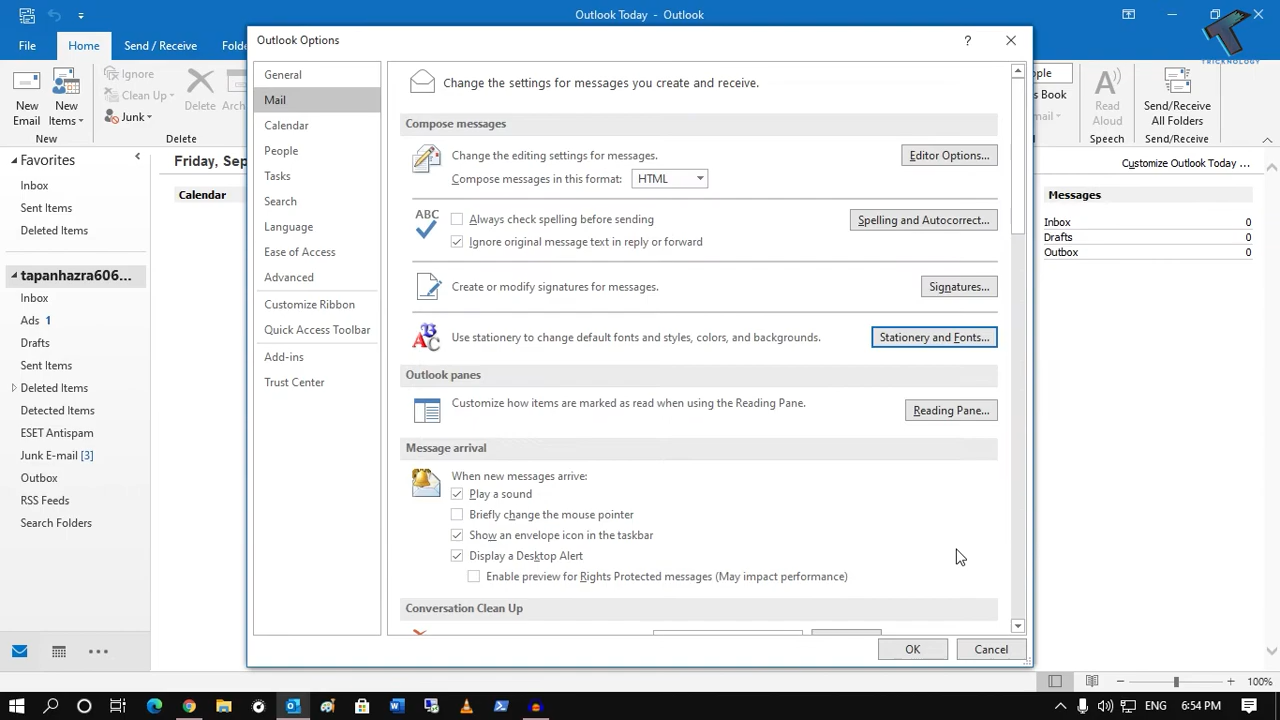 Outlook Today - Outlook
TRICKNOLOGY
File Home Send / Receive
New Email
New Items
New
Ignore
Clean Up
Junk
Delete
Delete
Book
Read Aloud
Speech
Send/Receive All Folders
Send/Receive
Favorites
Inbox
Sent Items
Deleted Items
tapanhazra606...
Inbox
Ads 1
Drafts
Sent Items
Deleted Items
Detected Items
ESET Antispam
Junk E-mail [3]
Outbox
RSS Feeds
Search Folders
Friday, Sep
Calendar
Customize Outlook Today ...
Messages
Inbox 0
Drafts 0
Outbox 0
Outlook Options
?
General
Mail
Calendar
People
Tasks
Search
Language
Ease of Access
Advanced
Customize Ribbon
Quick Access Toolbar
Add-ins
Trust Center
Change the settings for messages you create and receive.
Compose messages
Change the editing settings for messages.
Editor Options...
Compose messages in this format: HTML
ABC
Always check spelling before sending
Spelling and Autocorrect...
Ignore original message text in reply or forward
Create or modify signatures for messages.
Signatures...
Use stationery to change default fonts and styles, colors, and backgrounds.
Stationery and Fonts...
Outlook panes
Customize how items are marked as read when using the Reading Pane.
Reading Pane...
Message arrival
When new messages arrive:
Play a sound
Briefly change the mouse pointer
Show an envelope icon in the taskbar
Display a Desktop Alert
Enable preview for Rights Protected messages (May impact performance)
Conversation Clean Up
OK
Cancel
100%
ENG 6:54 PM